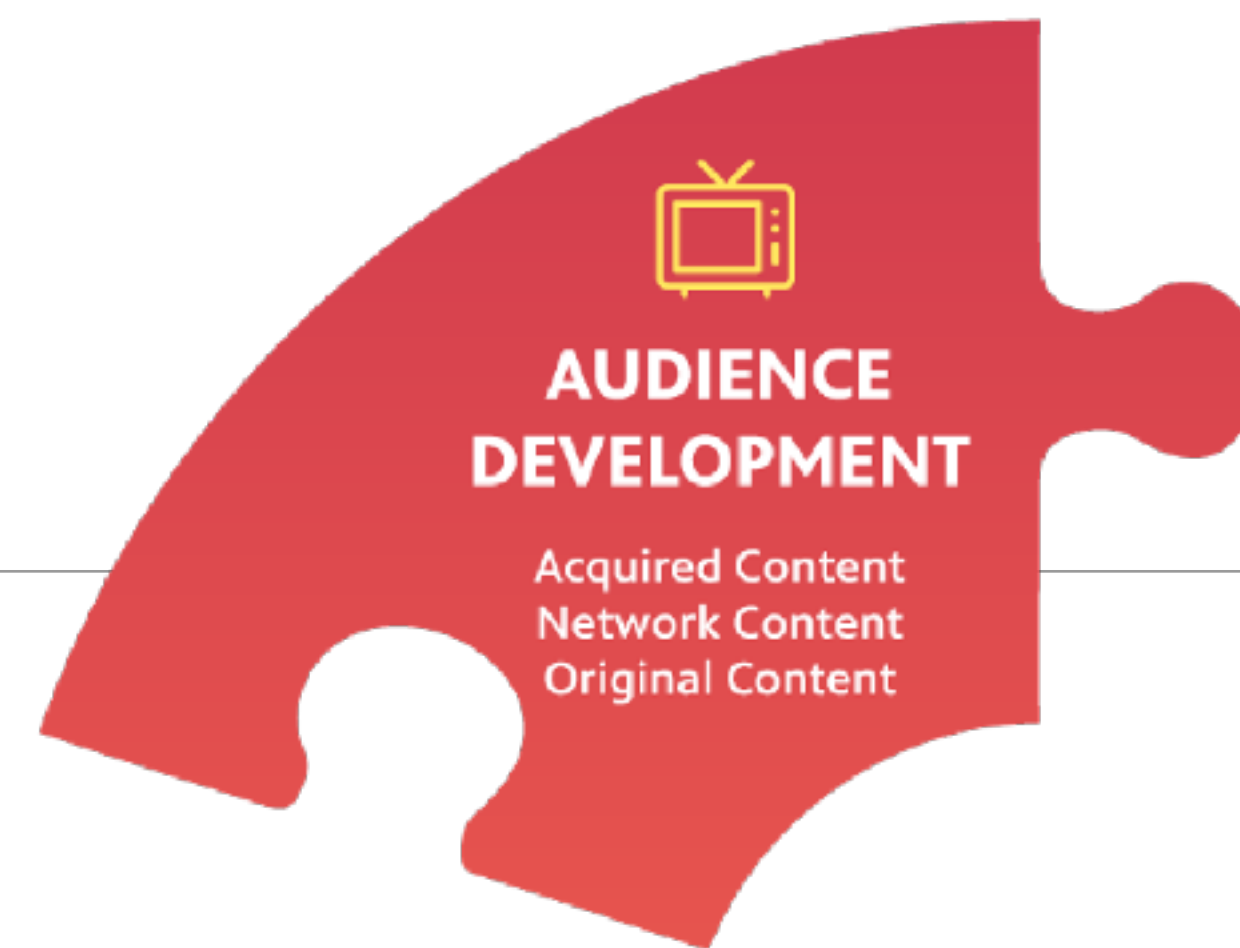 AUDIENCE
DEVELOPMENT
Acquired Content
Network Content
Original Content